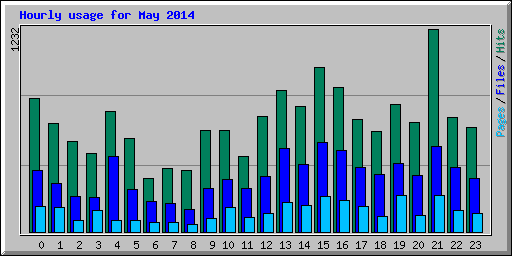 Hourly usage for May 2014
1232
Pages / Files / Hits
0 1 2 3 4 5 6 7 8 9 10 11 12 13 14 15 16 17 18 19 20 21 22 23